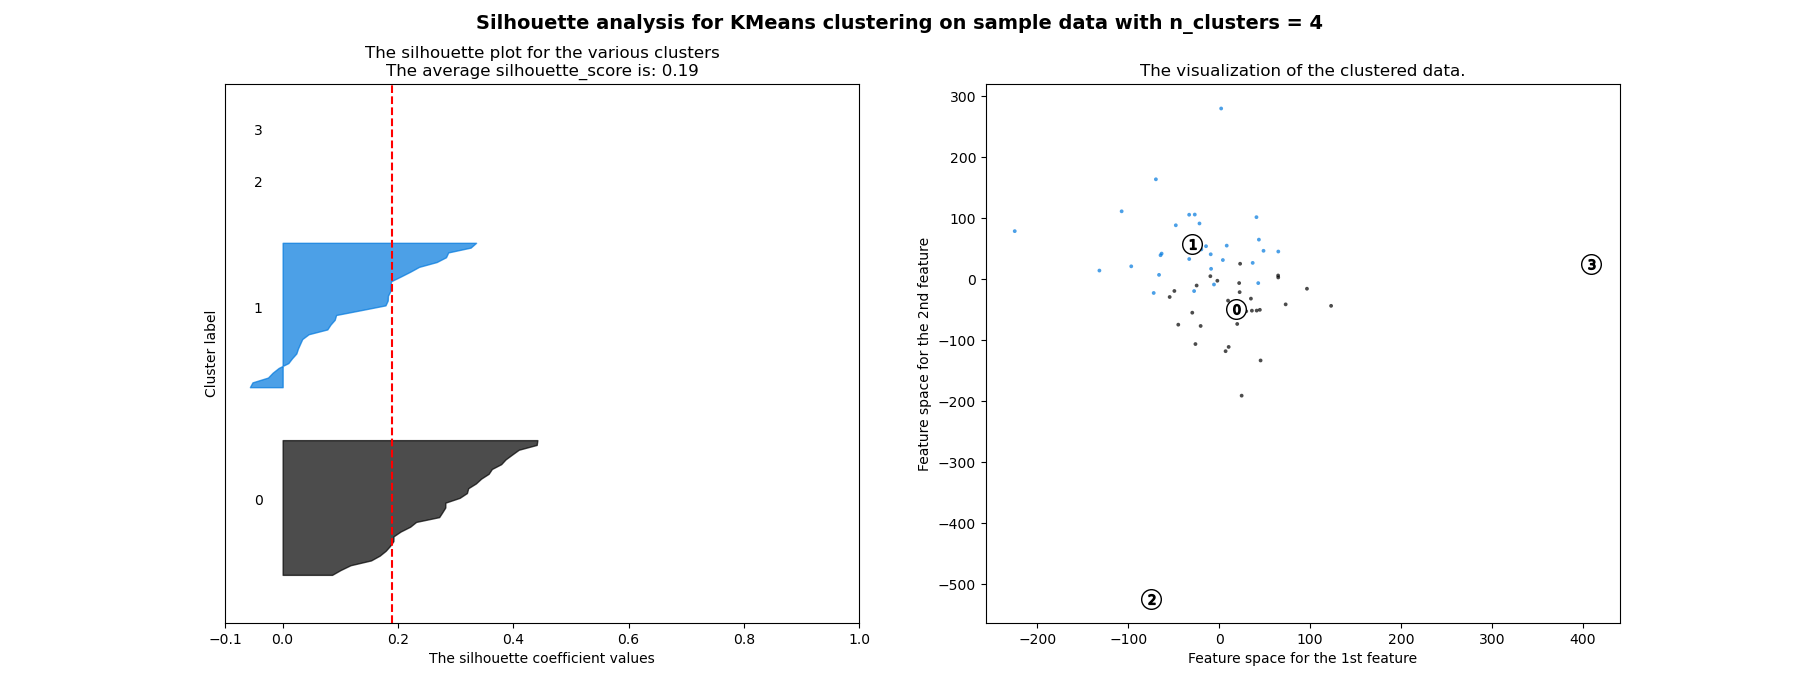 Silhouette analysis for KMeans clustering on sample data with n_clusters = 4
The silhouette plot for the various clusters
The average silhouette_score is: 0.19
3
2
1
0
Cluster label
−0.1 0.0 0.2 0.4 0.6 0.8 1.0
The silhouette coefficient values
The visualization of the clustered data.
300
200
100
0
−100
−200
−300
−400
−500
Feature space for the 2nd feature
1
3
0
2
−200 −100 0 100 200 300 400
Feature space for the 1st feature